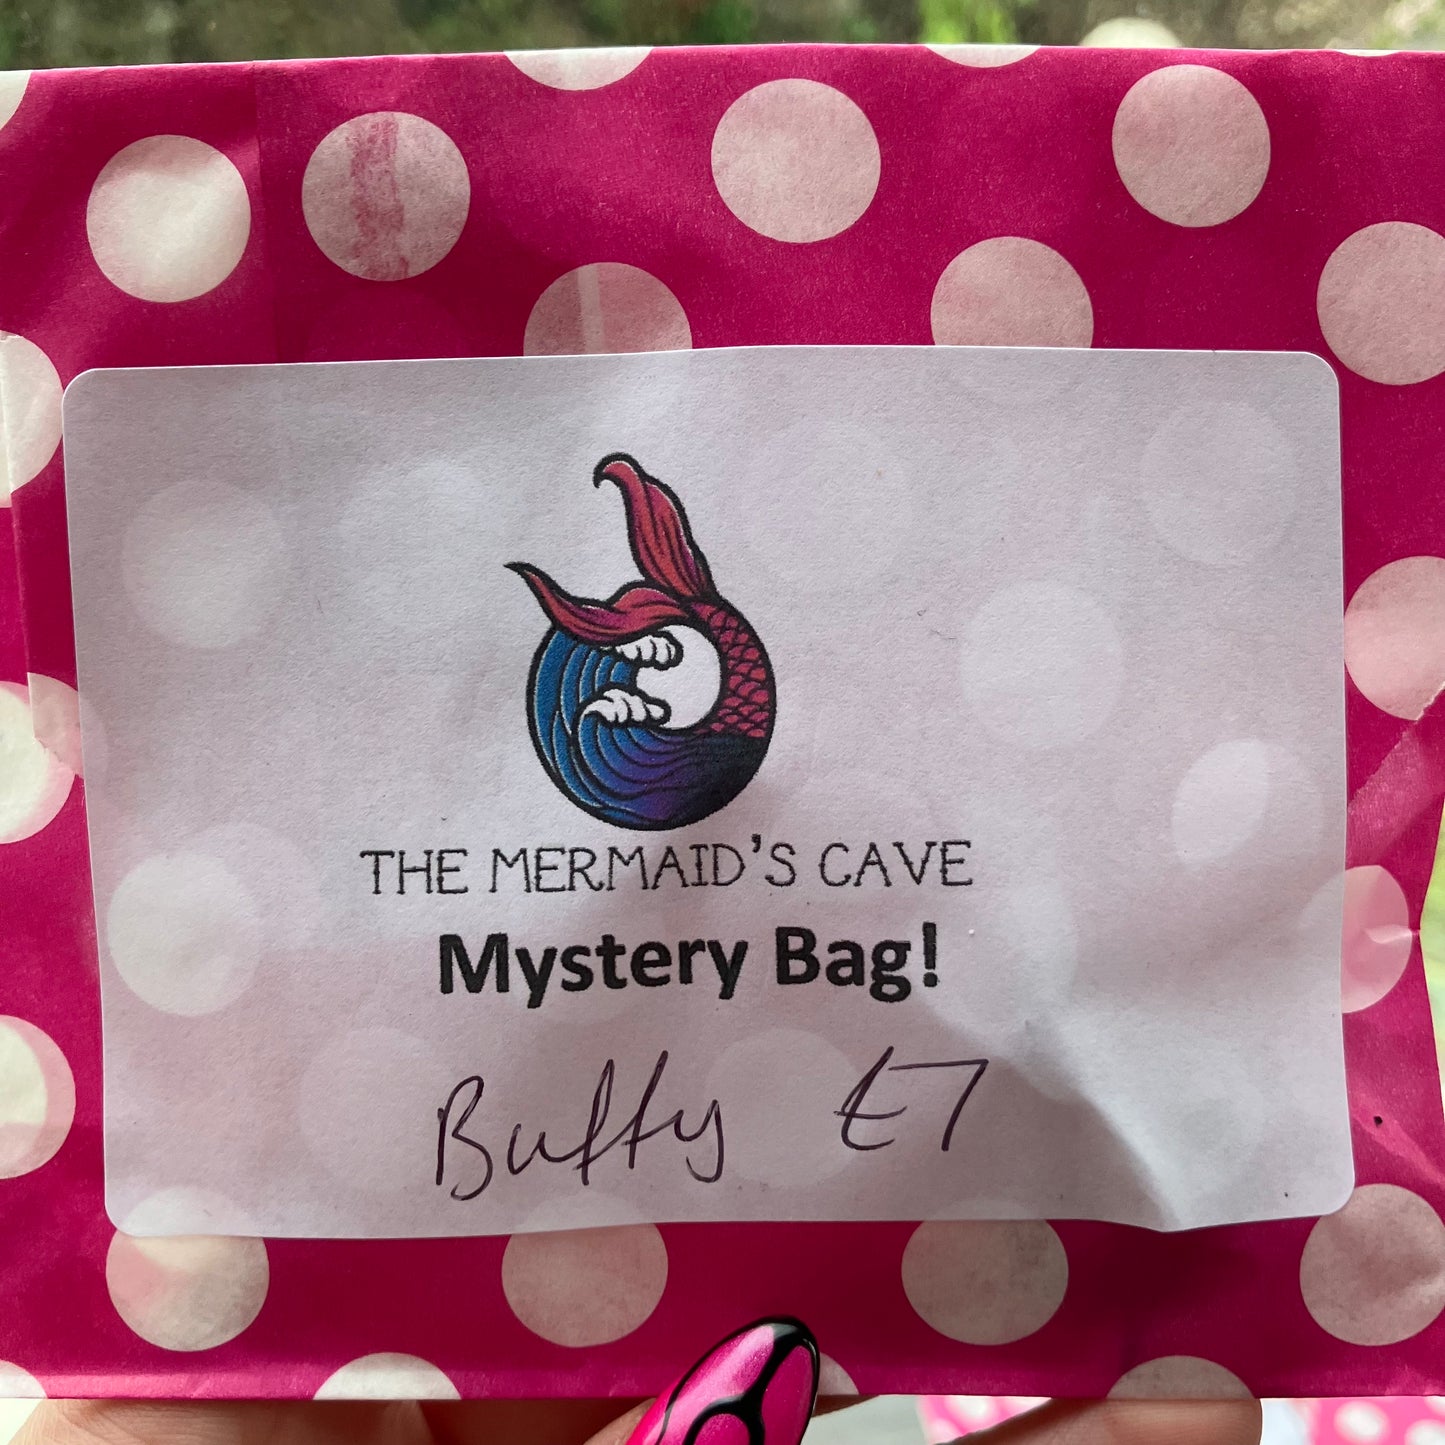 THE MERMAID'S CAVE
Mystery Bag!
Buffy £7